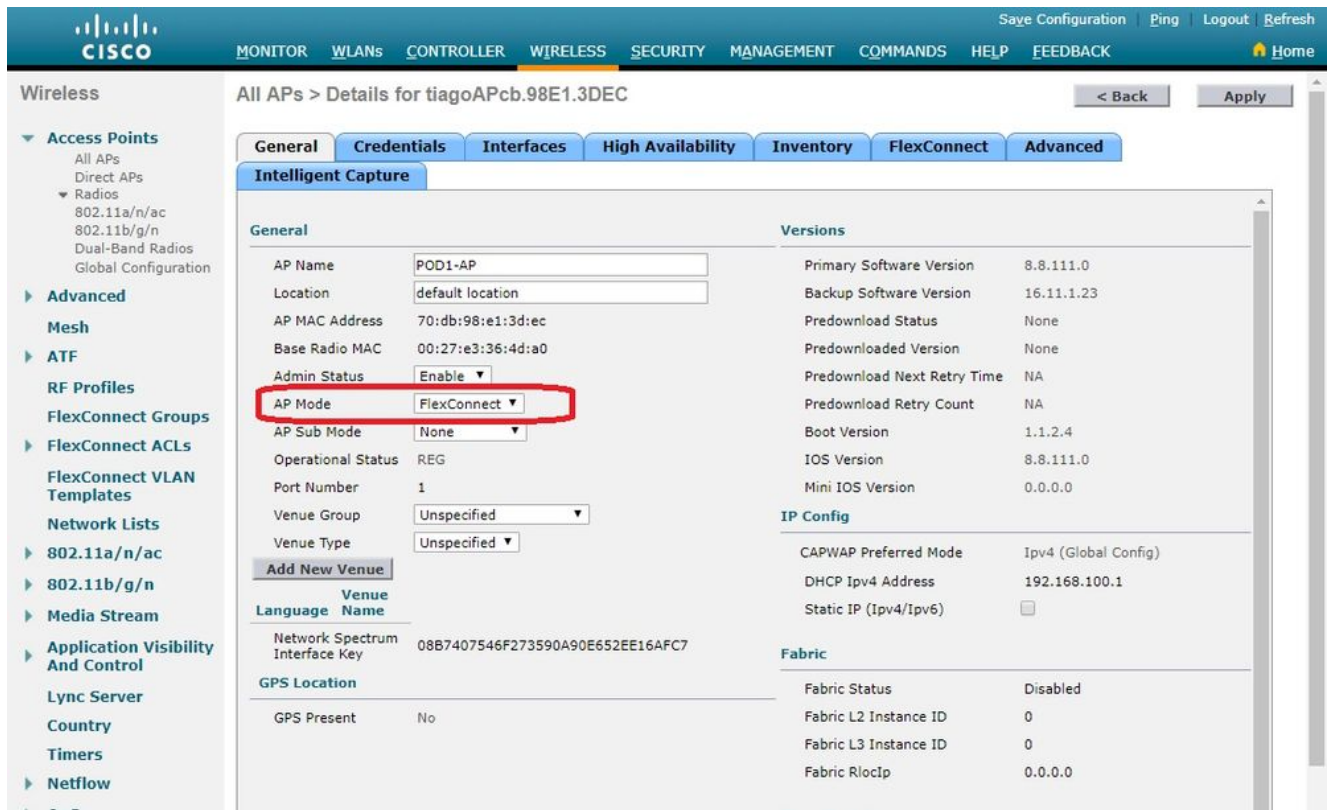 Save Configuration Ping Logout Refresh
CISCO MONITOR WLANs CONTROLLER WIRELESS SECURITY MANAGEMENT COMMANDS HELP FEEDBACK Home
Wireless
Access Points
All APs
Direct APs
Radios
802.11a/n/ac
802.11b/g/n
Dual-Band Radios
Global Configuration
Advanced
Mesh
ATF
RF Profiles
FlexConnect Groups
FlexConnect ACLs
FlexConnect VLAN
Templates
Network Lists
802.11a/n/ac
802.11b/g/n
Media Stream
Application Visibility
And Control
Lync Server
Country
Timers
Netflow
All APs > Details for tiagoAPcb.98E1.3DEC < Back Apply
General Credentials Interfaces High Availability Inventory FlexConnect Advanced
Intelligent Capture
General
AP Name POD1-AP
Location default location
AP MAC Address 70:db:98:e1:3d:ec
Base Radio MAC 00:27:e3:36:4d:a0
Admin Status Enable
AP Mode FlexConnect
AP Sub Mode None
Operational Status REG
Port Number 1
Venue Group Unspecified
Venue Type Unspecified
Add New Venue
Venue
Language Name
Network Spectrum
Interface Key 08B7407546F273590A90E652EE16AFC7
GPS Location
GPS Present No
Versions
Primary Software Version 8.8.111.0
Backup Software Version 16.11.1.23
Predownload Status None
Predownloaded Version None
Predownload Next Retry Time NA
Predownload Retry Count NA
Boot Version 1.1.2.4
IOS Version 8.8.111.0
Mini IOS Version 0.0.0.0
IP Config
CAPWAP Preferred Mode Ipv4 (Global Config)
DHCP Ipv4 Address 192.168.100.1
Static IP (Ipv4/Ipv6)
Fabric
Fabric Status Disabled
Fabric L2 Instance ID 0
Fabric L3 Instance ID 0
Fabric RlocIp 0.0.0.0